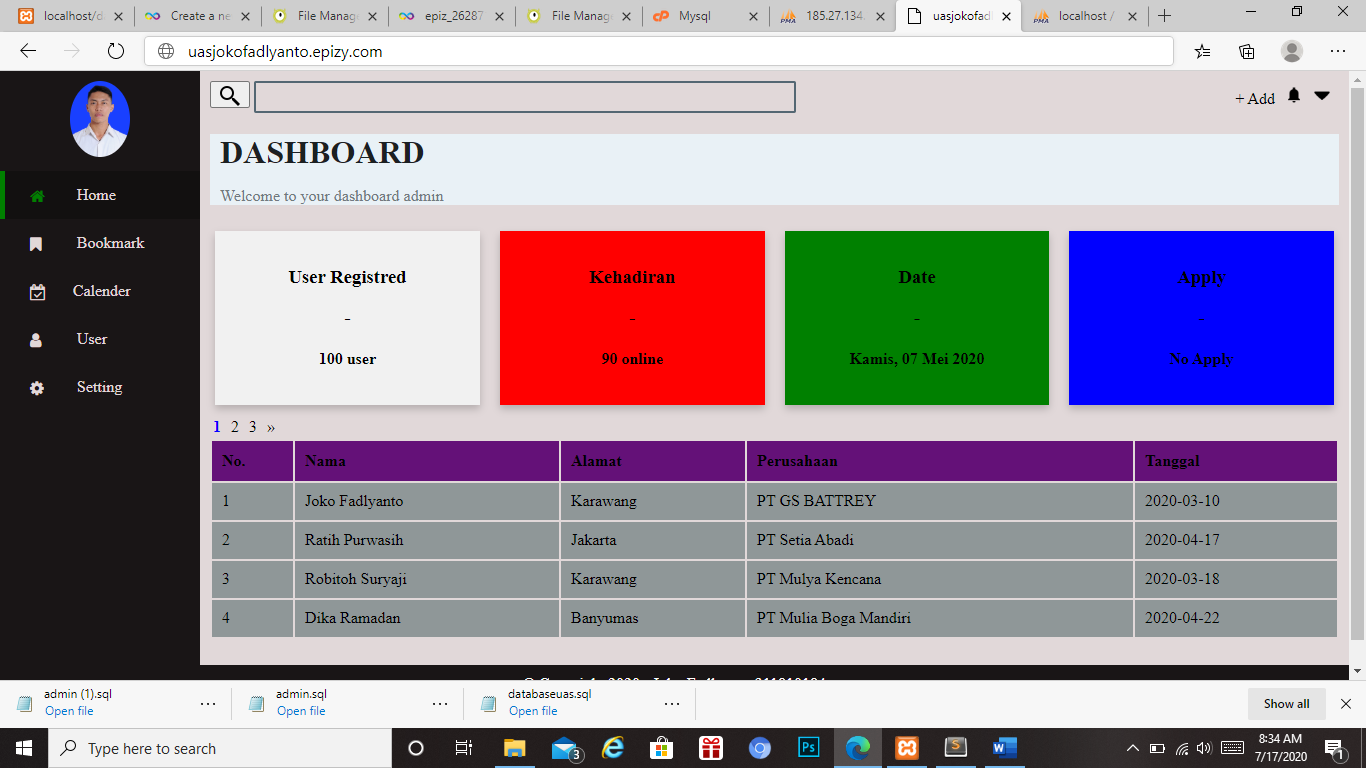 localhost/da
Create a ne
File Manag
epiz_26287
File Manag
Mysql
185.27.134.
uasjokofadl
localhost /
uasjokofadlyanto.epizy.com
+ Add
DASHBOARD
Welcome to your dashboard admin
Home
Bookmark
Calender
User
Setting
User Registred
-
100 user
Kehadiran
-
90 online
Date
-
Kamis, 07 Mei 2020
Apply
-
No Apply
1 2 3 »
No. Nama Alamat Perusahaan Tanggal
1 Joko Fadlyanto Karawang PT GS BATTREY 2020-03-10
2 Ratih Purwasih Jakarta PT Setia Abadi 2020-04-17
3 Robitoh Suryaji Karawang PT Mulya Kencana 2020-03-18
4 Dika Ramadan Banyumas PT Mulia Boga Mandiri 2020-04-22
admin (1).sql
Open file
admin.sql
Open file
databaseuas.sql
Open file
Show all
Type here to search
3
Ps
8:34 AM
7/17/2020
1